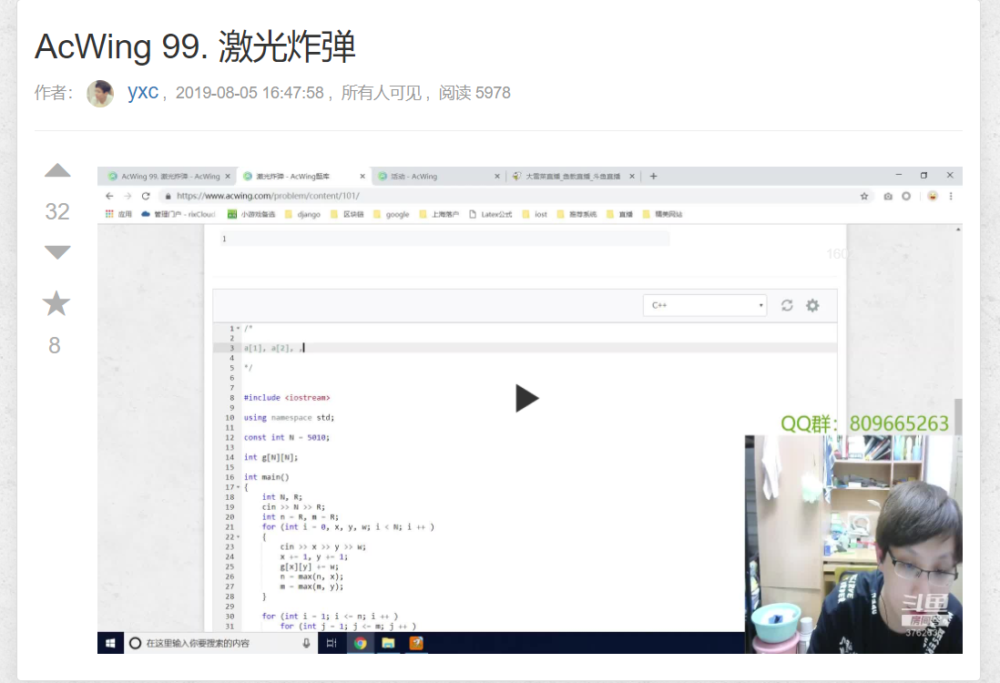 AcWing 99. 激光炸弹
作者： yxc , 2019-08-05 16:47:58 , 所有人可见 , 阅读 5978
32
8
AcWing 99. 激光炸弹 - AcWing
激光炸弹 - AcWing题库
活动 - AcWing
大雪菜直播_鱼教直播_斗鱼直播
https://www.acwing.com/problem/content/101/
应用 管理门户 - rixCloud 小游戏备选 django 区块链 google 上海落户 Latex公式 iost 推荐系统 直播 精美网站
1
160
C++
1 /*
2
3 a[1], a[2], ,
4
5 */
6
7
8 #include <iostream>
9
10 using namespace std;
11
12 const int N = 5010;
13
14 int g[N][N];
15
16 int main()
17 {
18 int N, R;
19 cin >> N >> R;
20 int n = R, m = R;
21 for (int i = 0, x, y, w; i < N; i ++ )
22 {
23 cin >> x >> y >> w;
24 x += 1, y += 1;
25 g[x][y] += w;
26 n = max(n, x);
27 m = max(m, y);
28 }
29
30 for (int i = 1; i <= n; i ++ )
31 for (int j = 1; j <= m; j ++ )
QQ群：809665263
斗鱼
在这里输入你要搜索的内容